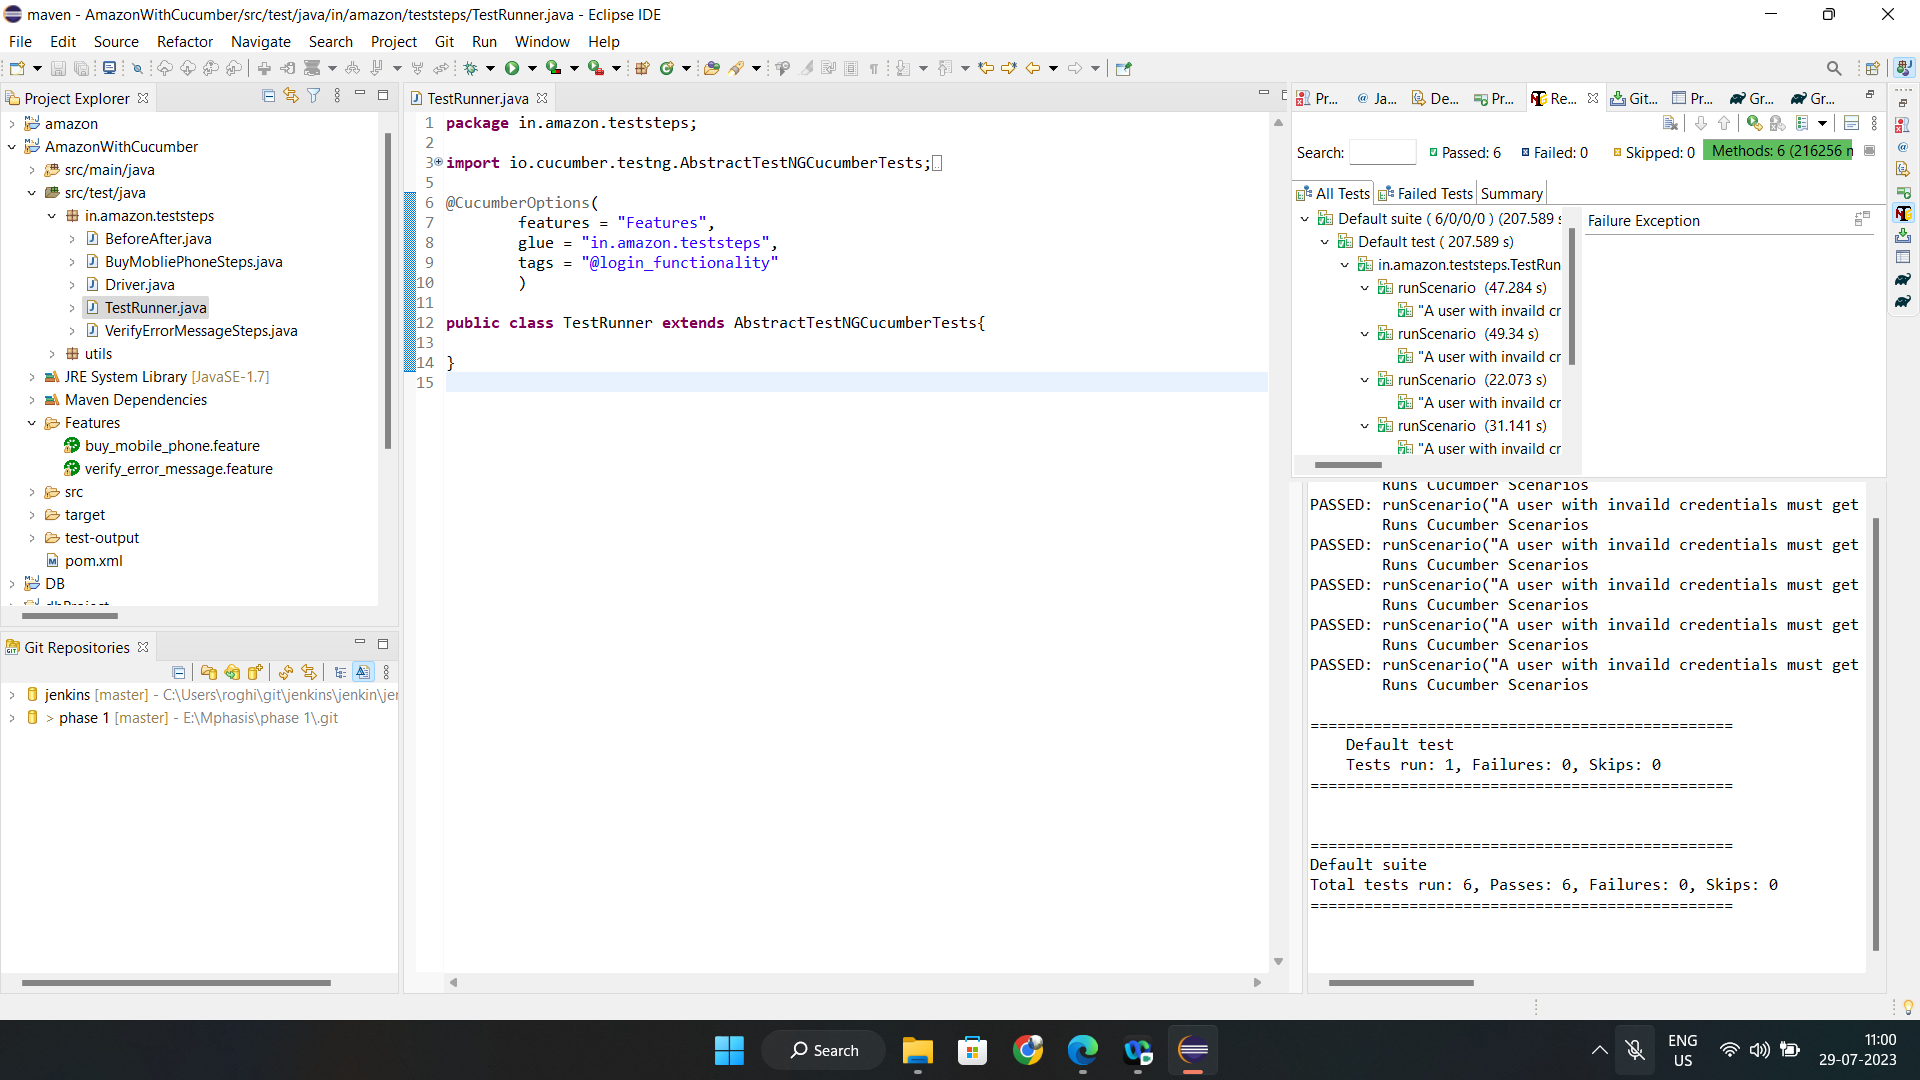 maven - AmazonWithCucumber/src/test/java/in/amazon/teststeps/TestRunner.java - Eclipse IDE
File Edit Source Refactor Navigate Search Project Git Run Window Help
Project Explorer
amazon
AmazonWithCucumber
src/main/java
src/test/java
in.amazon.teststeps
BeforeAfter.java
BuyMobliePhoneSteps.java
Driver.java
TestRunner.java
VerifyErrorMessageSteps.java
utils
JRE System Library [JavaSE-1.7]
Maven Dependencies
Features
buy_mobile_phone.feature
verify_error_message.feature
src
target
test-output
pom.xml
DB
Git Repositories
jenkins [master] - C:\Users\roghi\git\jenkins\jenkin\jer
> phase 1 [master] - E:\Mphasis\phase 1\.git
TestRunner.java
1 package in.amazon.teststeps;
2
3 import io.cucumber.testng.AbstractTestNGCucumberTests;
5
6 @CucumberOptions(
7 features = "Features",
8 glue = "in.amazon.teststeps",
9 tags = "@login_functionality"
10 )
11
12 public class TestRunner extends AbstractTestNGCucumberTests{
13
14 }
15
Pr... Ja... De... Pr... Re... Git... Pr... Gr... Gr...
Search: Passed: 6 Failed: 0 Skipped: 0 Methods: 6 (216256 m
All Tests Failed Tests Summary
Default suite ( 6/0/0/0 ) (207.589 s
Default test ( 207.589 s)
in.amazon.teststeps.TestRun
runScenario (47.284 s)
"A user with invaild cr
runScenario (49.34 s)
"A user with invaild cr
runScenario (22.073 s)
"A user with invaild cr
runScenario (31.141 s)
"A user with invaild cr
Failure Exception
Runs Cucumber Scenarios
PASSED: runScenario("A user with invaild credentials must get
Runs Cucumber Scenarios
PASSED: runScenario("A user with invaild credentials must get
Runs Cucumber Scenarios
PASSED: runScenario("A user with invaild credentials must get
Runs Cucumber Scenarios
PASSED: runScenario("A user with invaild credentials must get
Runs Cucumber Scenarios
PASSED: runScenario("A user with invaild credentials must get
Runs Cucumber Scenarios
===============================================
Default test
Tests run: 1, Failures: 0, Skips: 0
===============================================
===============================================
Default suite
Total tests run: 6, Passes: 6, Failures: 0, Skips: 0
===============================================
Search
ENG
US
11:00
29-07-2023